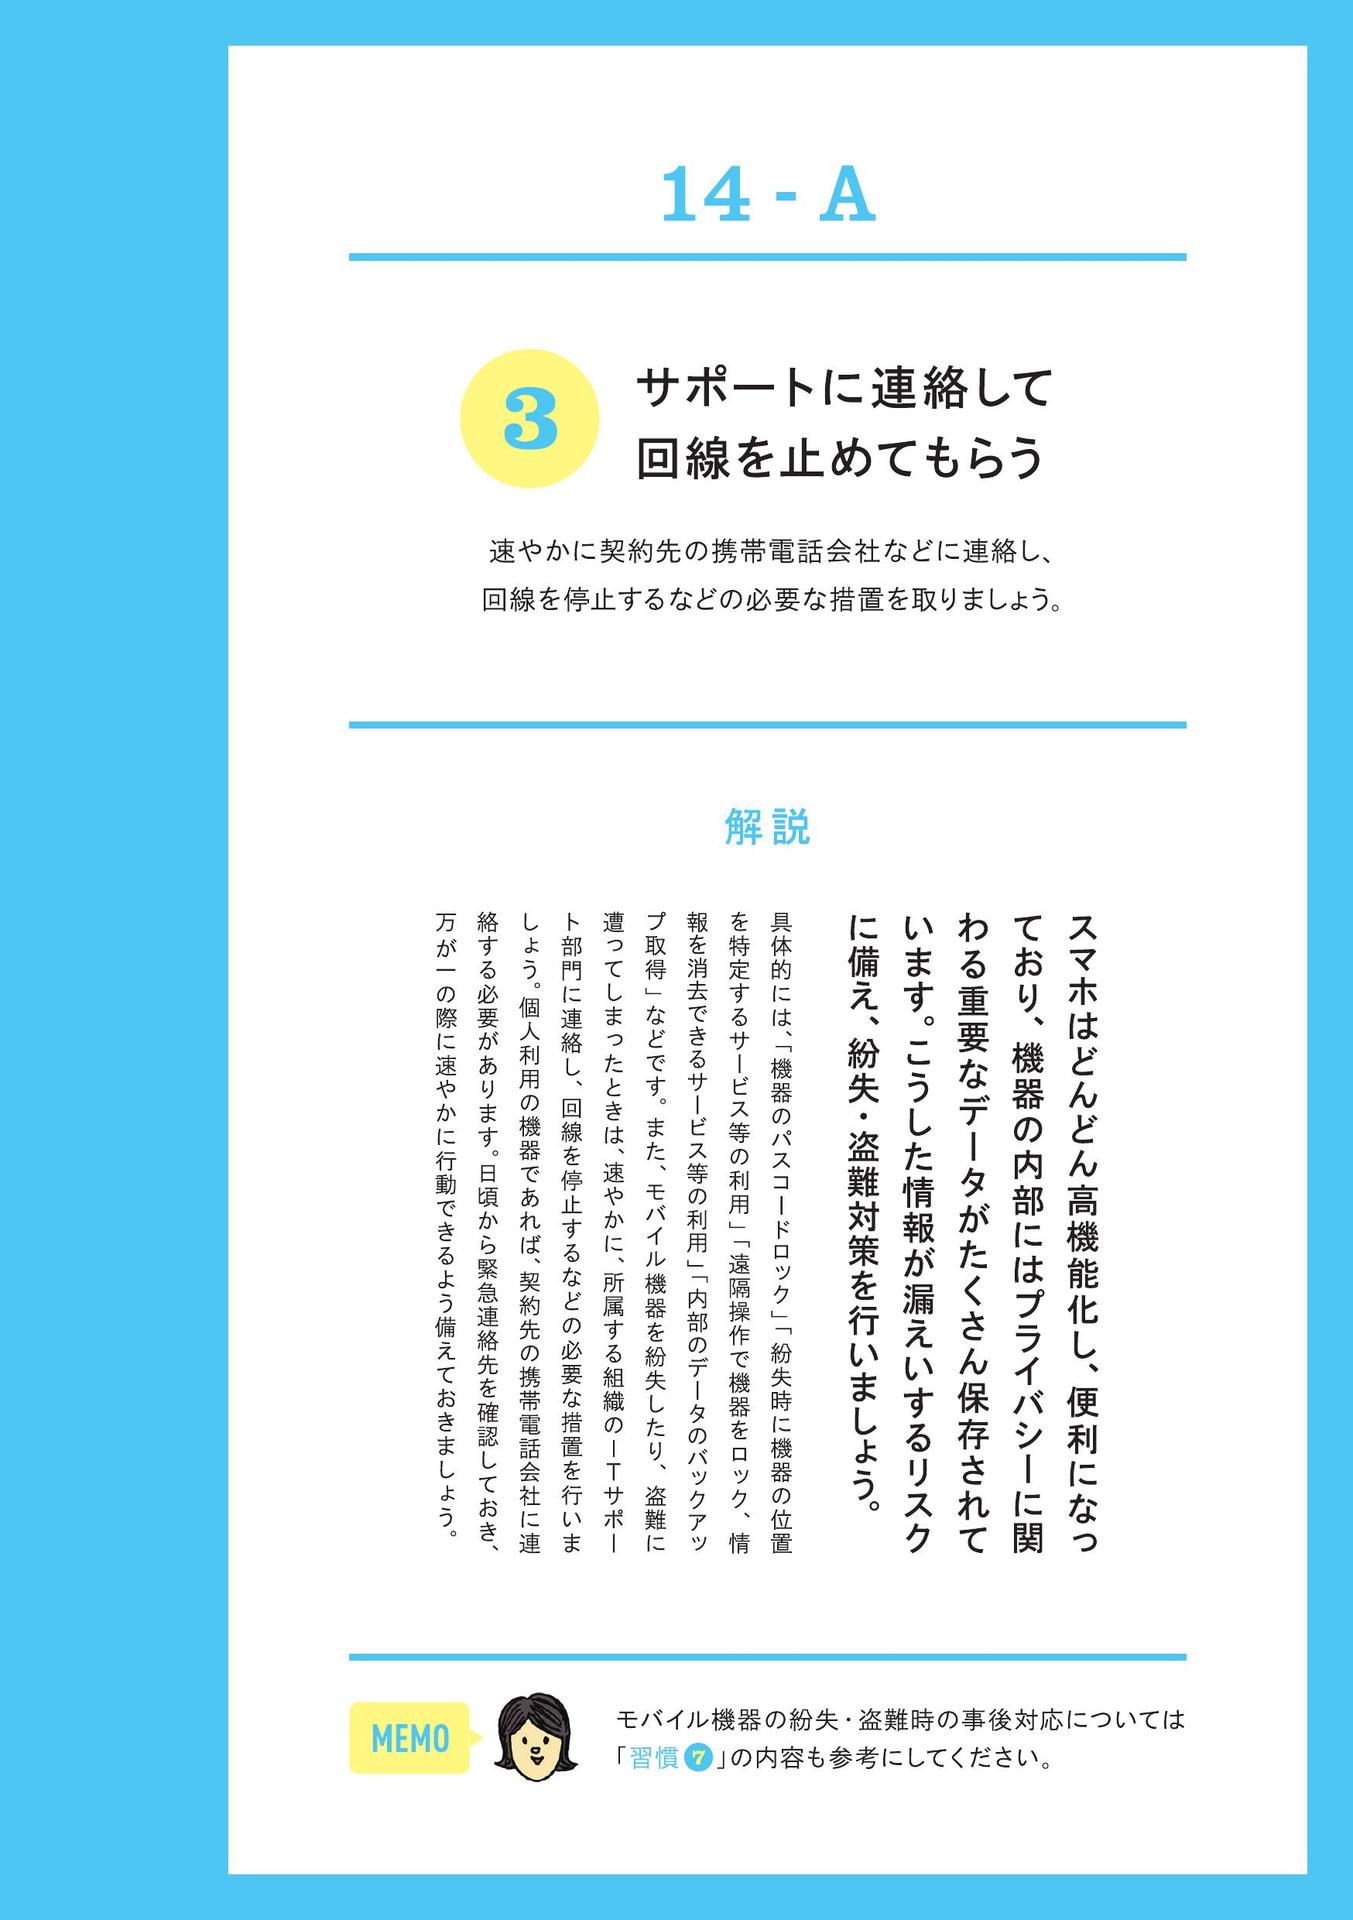 14 - A
3
サポートに連絡して
回線を止めてもらう
速やかに契約先の携帯電話会社などに連絡し、
回線を停止するなどの必要な措置を取りましょう。
解説
スマホはどんどん高機能化し、便利になっ
ており、機器の内部にはプライバシーに関
わる重要なデータがたくさん保存されて
います。こうした情報が漏えいするリスク
に備え、紛失・盗難対策を行いましょう。
具体的には、「機器のパスコードロック」「紛失時に機器の位置
を特定するサービス等の利用」「遠隔操作で機器をロック、情
報を消去できるサービス等の利用」「内部のデータのバックアッ
プ取得」などです。また、モバイル機器を紛失したり、盗難に
遭ってしまったときは、速やかに、所属する組織のITサポー
ト部門に連絡し、回線を停止するなどの必要な措置を行いま
しょう。個人利用の機器であれば、契約先の携帯電話会社に連
絡する必要があります。日頃から緊急連絡先を確認しておき、
万が一の際に速やかに行動できるよう備えておきましょう。
MEMO
モバイル機器の紛失・盗難時の事後対応については
「習慣7」の内容も参考にしてください。